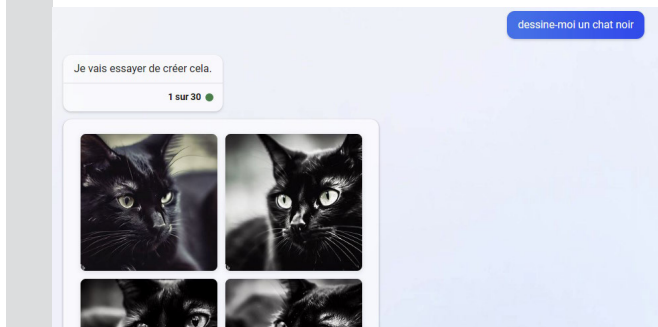 dessine-moi un chat noir
Je vais essayer de créer cela.
1 sur 30